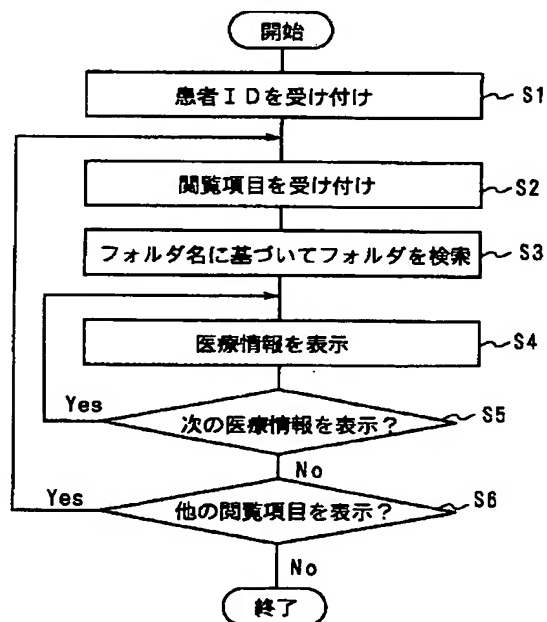 開始
患者IDを受け付け
S1
閲覧項目を受け付け
S2
フォルダ名に基づいてフォルダを検索
S3
医療情報を表示
S4
Yes
次の医療情報を表示?
S5
No
Yes
他の閲覧項目を表示?
S6
No
終了